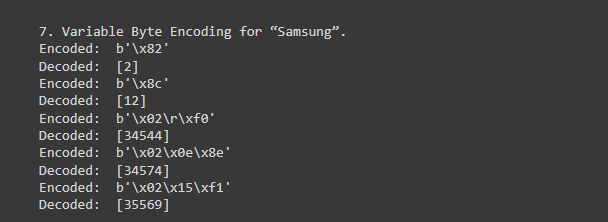 7. Variable Byte Encoding for “Samsung”.
Encoded:  b'\x82'
Decoded:  [2]
Encoded:  b'\x8c'
Decoded:  [12]
Encoded:  b'\x02\r\xf0'
Decoded:  [34544]
Encoded:  b'\x02\x0e\x8e'
Decoded:  [34574]
Encoded:  b'\x02\x15\xf1'
Decoded:  [35569]